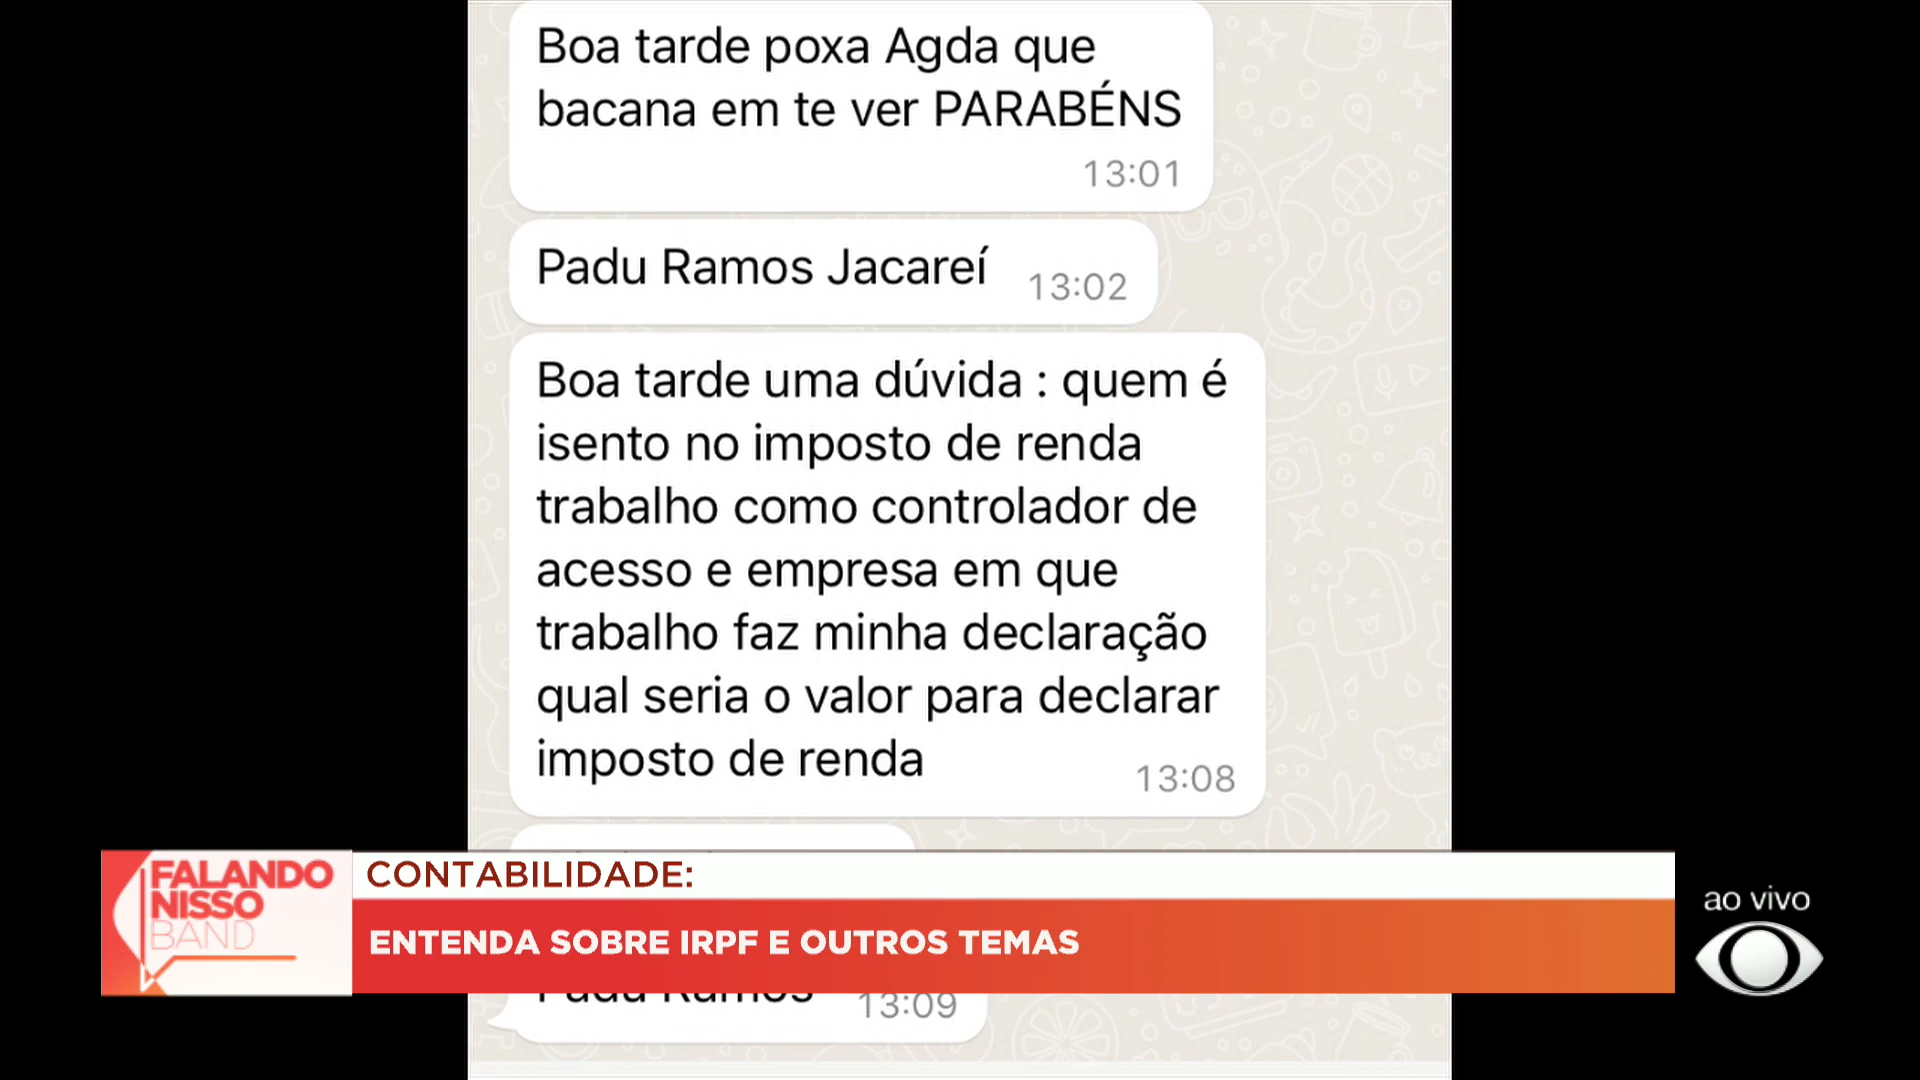 Boa tarde poxa Agda que
bacana em te ver PARABÉNS
13:01
Padu Ramos Jacareí 13:02
Boa tarde uma dúvida : quem é
isento no imposto de renda
trabalho como controlador de
acesso e empresa em que
trabalho faz minha declaração
qual seria o valor para declarar
imposto de renda
13:08
FALANDO
NISSO
BAND
CONTABILIDADE:
ENTENDA SOBRE IRPF E OUTROS TEMAS
ao vivo
Padu Ramos 13:09